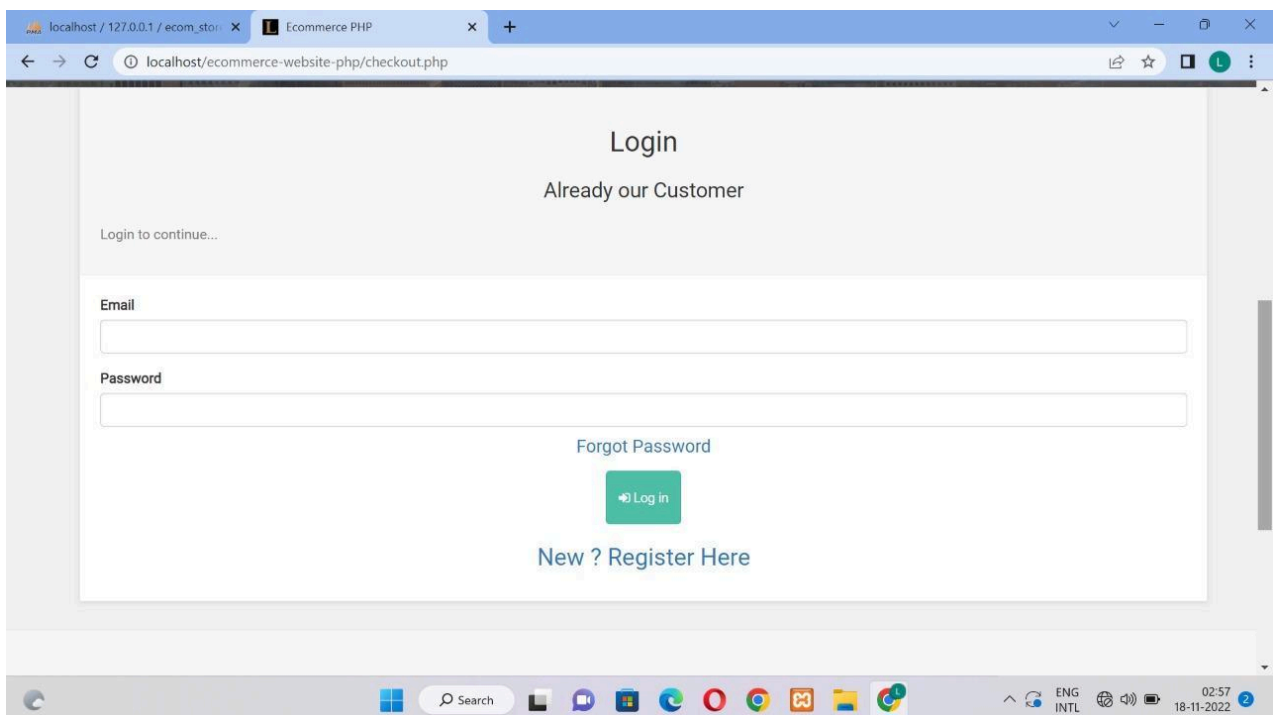 localhost / 127.0.0.1 / ecom_stor
Ecommerce PHP
localhost/ecommerce-website-php/checkout.php
L
Login
Already our Customer
Login to continue...
Email
Password
Forgot Password
Log in
New ? Register Here
Search
ENG
INTL
02:57
18-11-2022
2